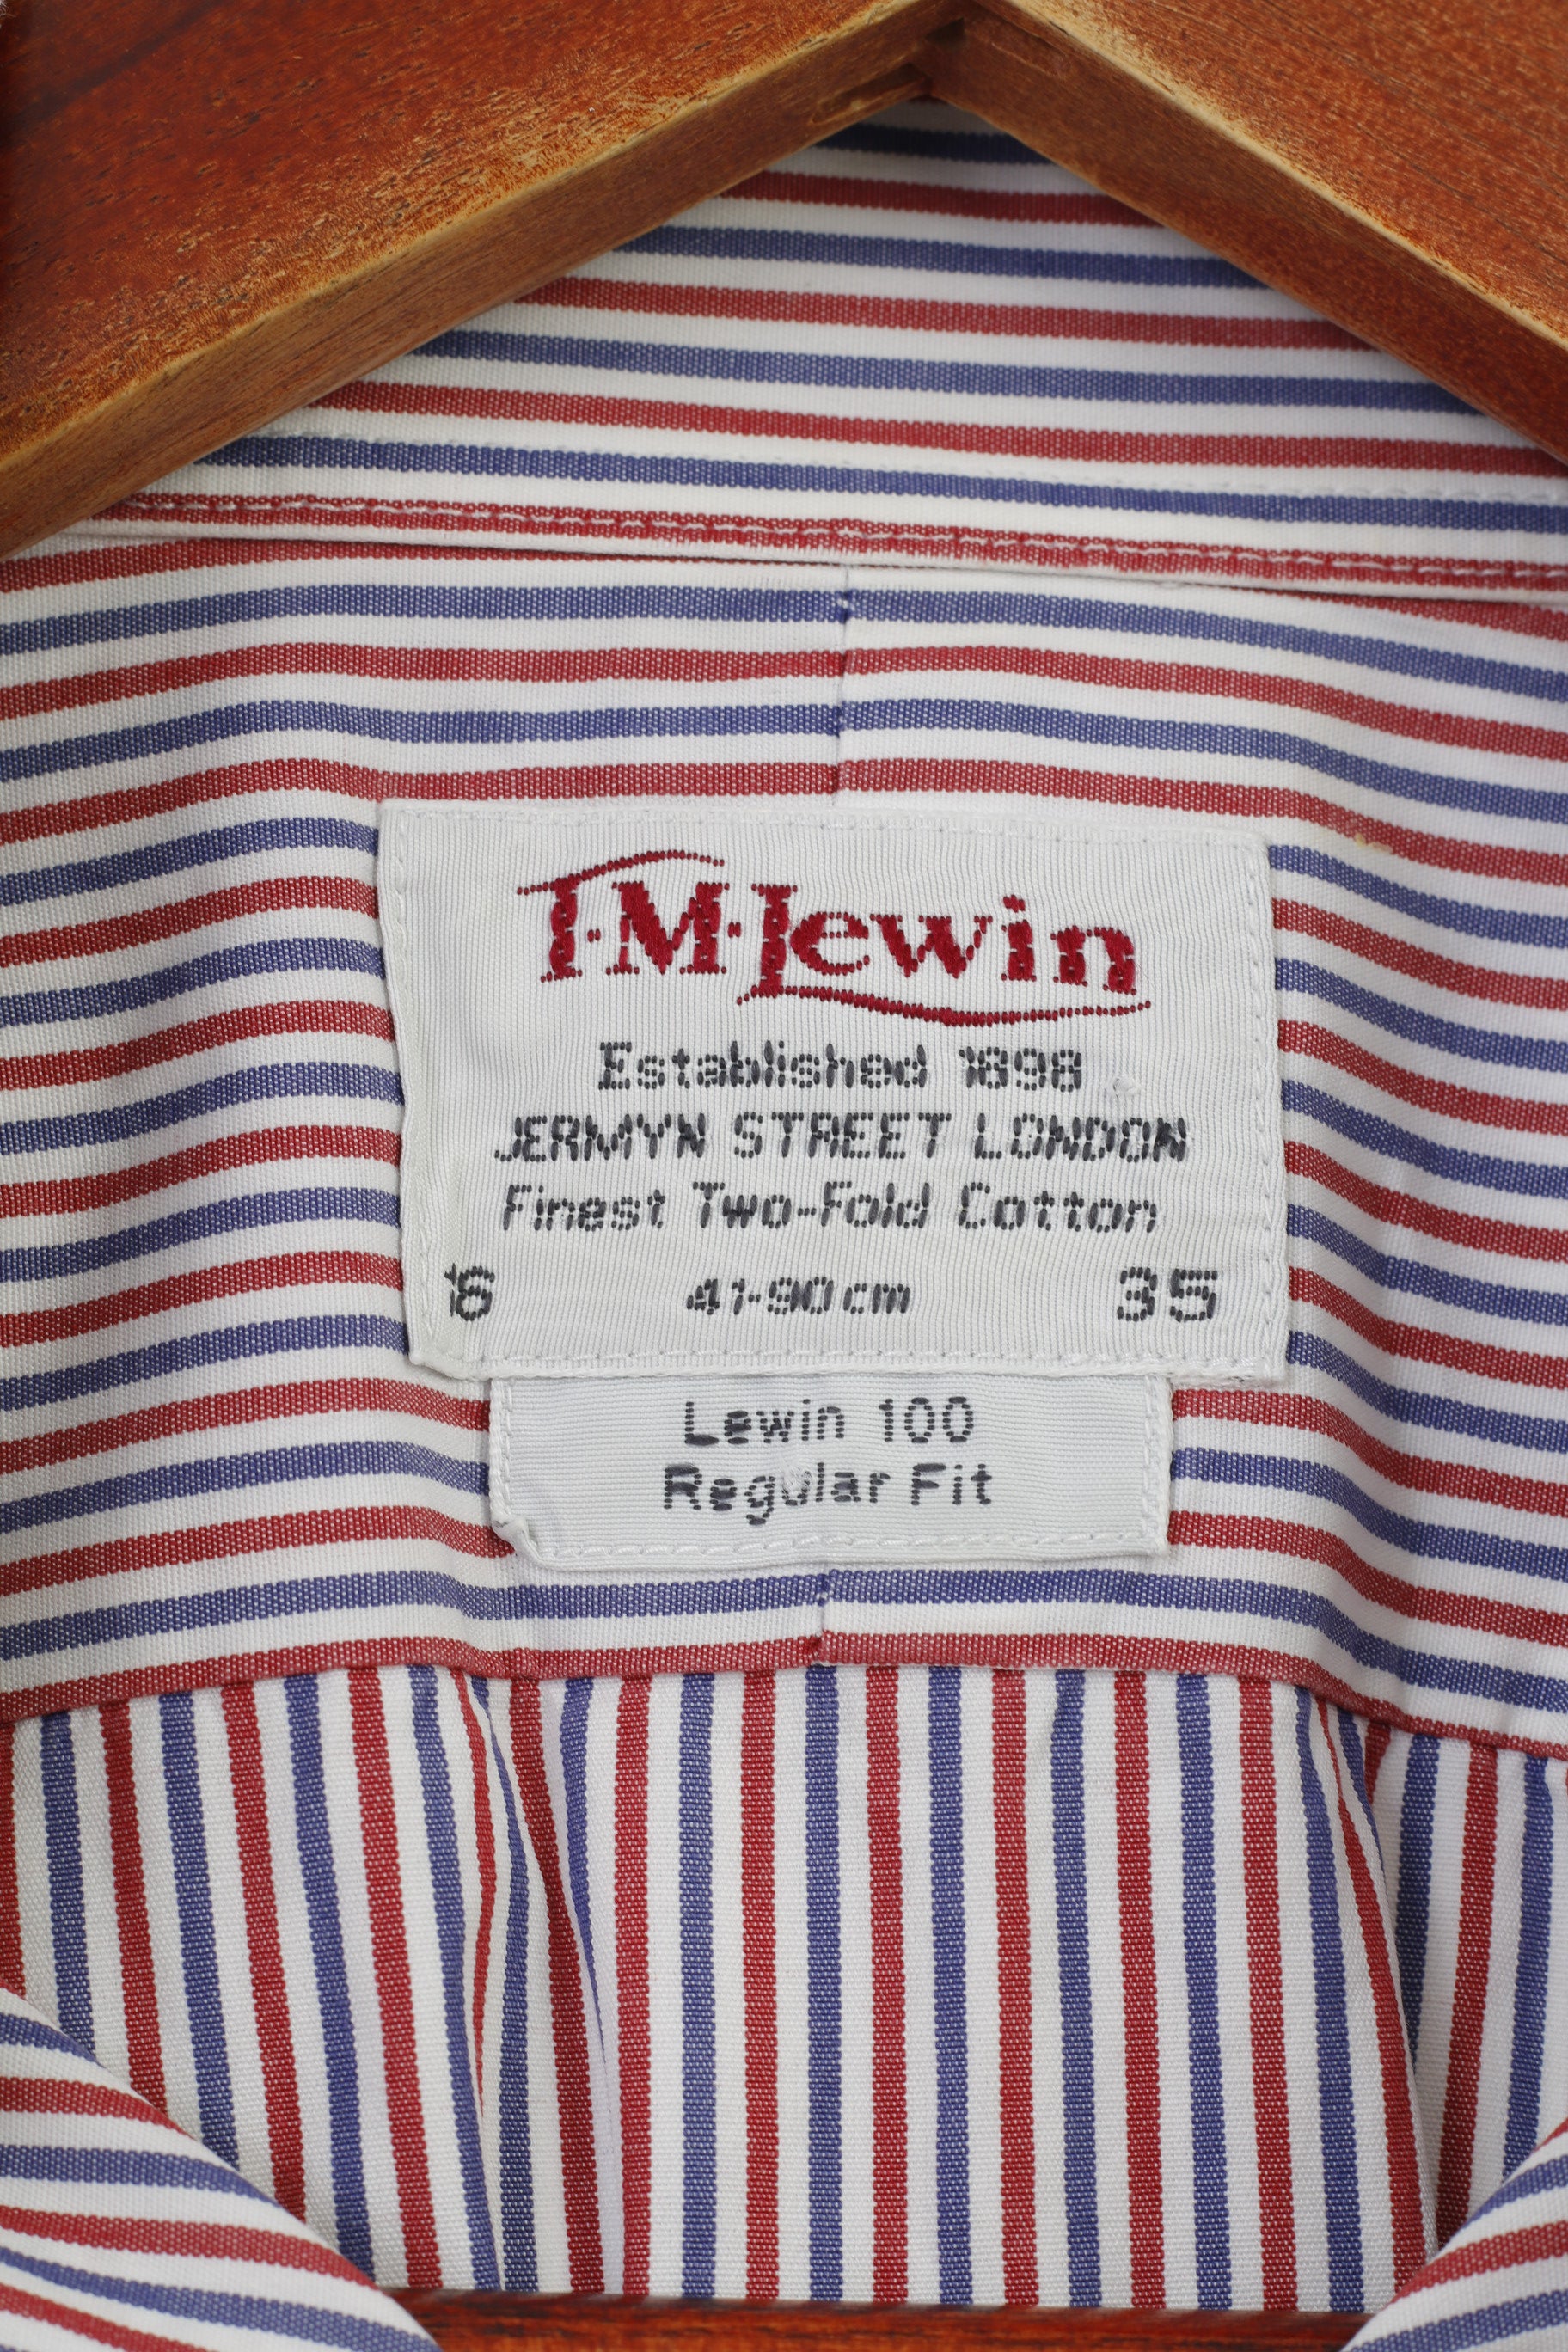 T·M·Lewin
Established 1898
JERMYN STREET LONDON
Finest Two-Fold Cotton
16 41-90cm 35
Lewin 100
Regular Fit